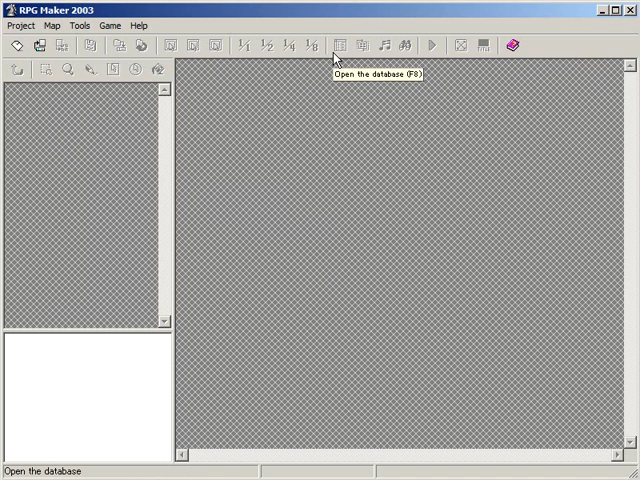 RPG Maker 2003
Project Map Tools Game Help
1/1 1/2 1/4 1/8 TITLE
Open the database (F8)
Open the database